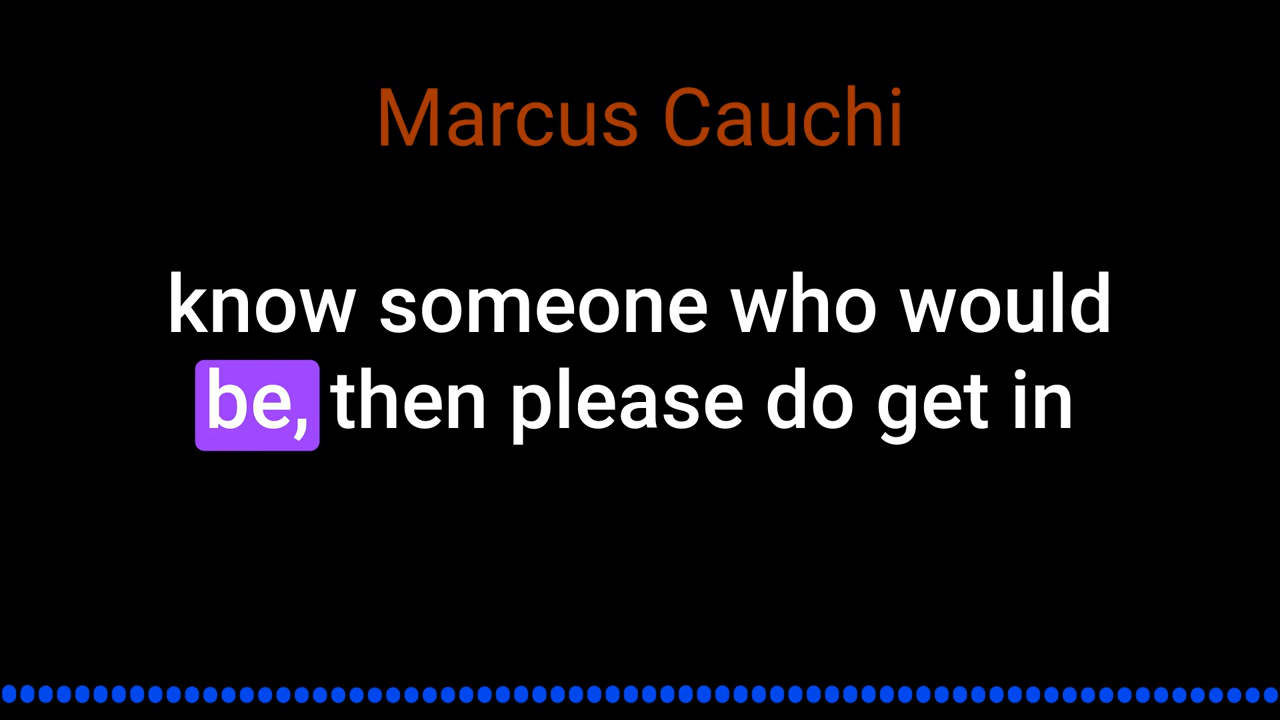 Marcus Cauchi
know someone who would
be, then please do get in